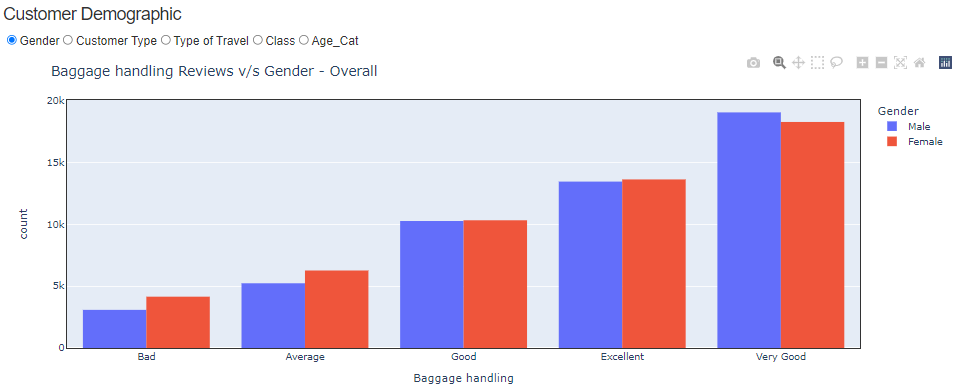 Customer Demographic
Gender Customer Type Type of Travel Class Age_Cat
Baggage handling Reviews v/s Gender - Overall
Gender
Male
Female
20k
15k
10k
5k
0
count
Bad Average Good Excellent Very Good
Baggage handling